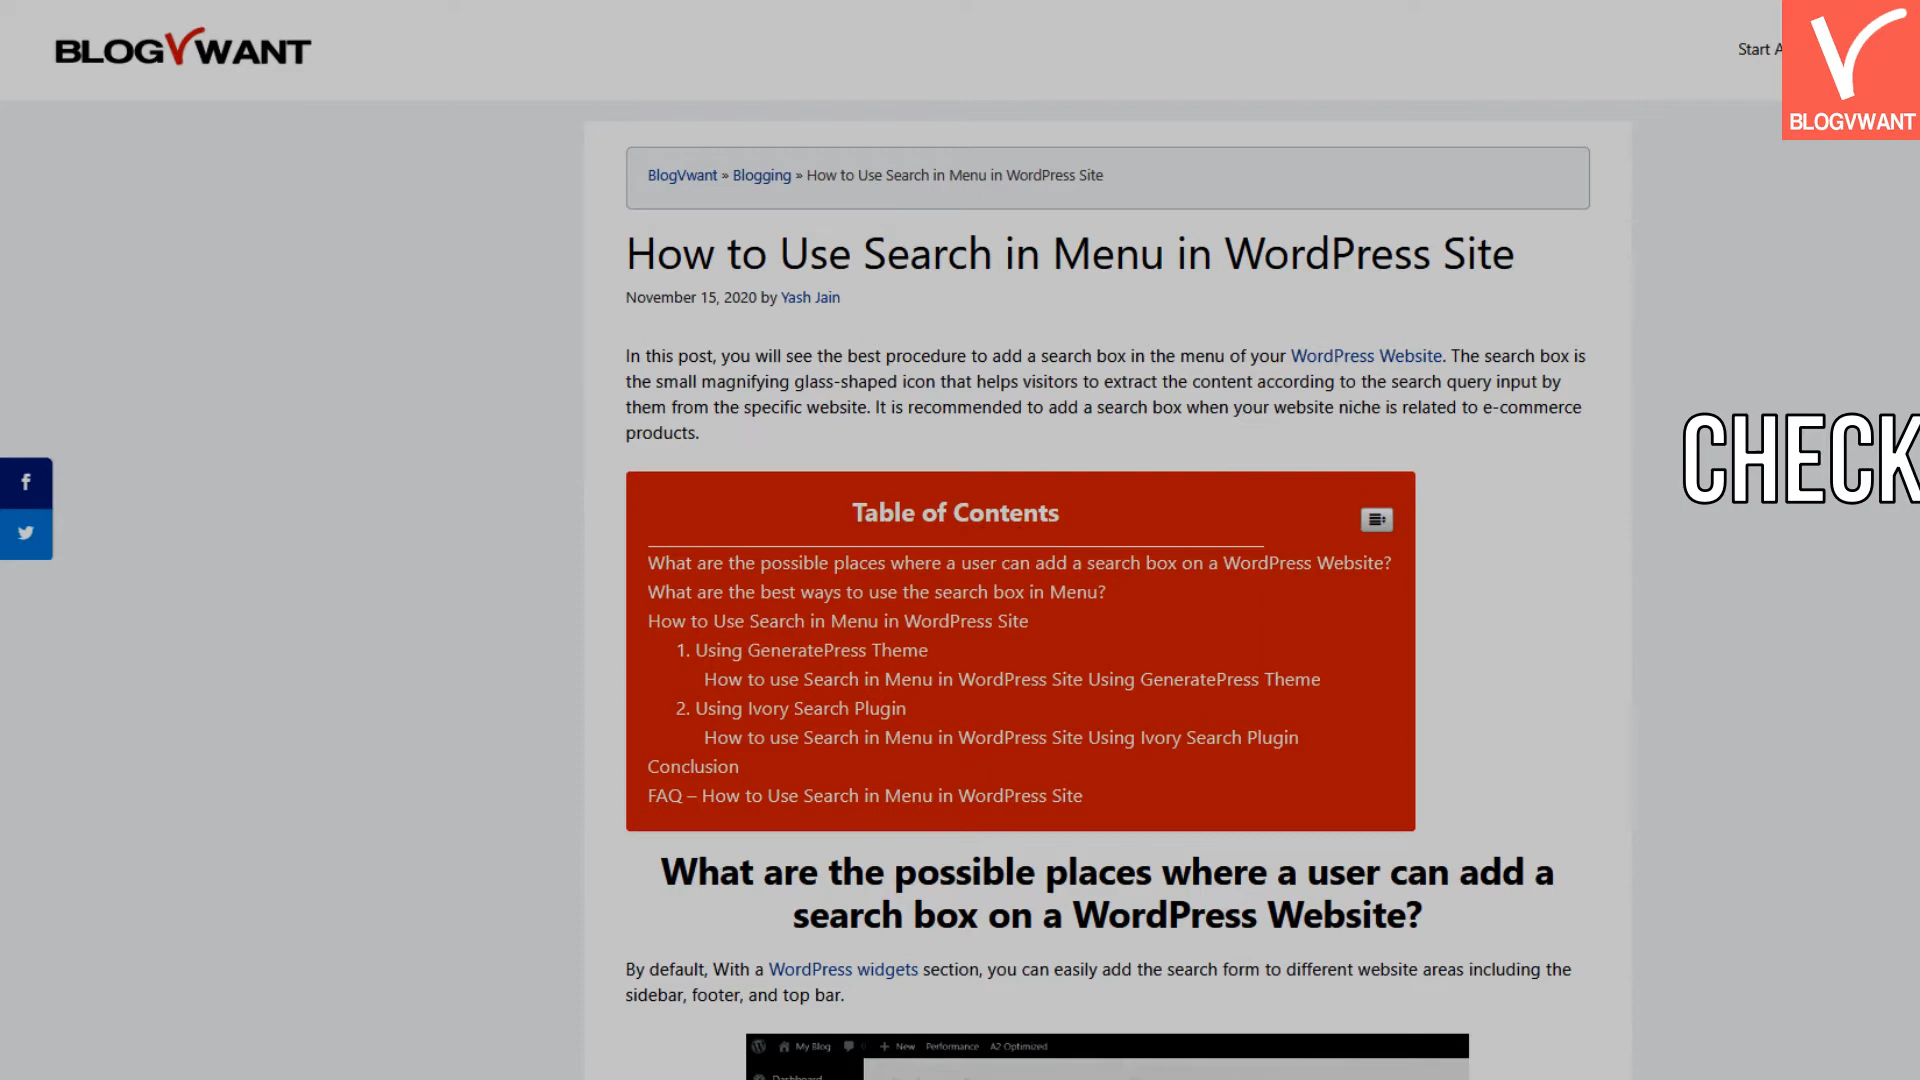 BLOGVWANT
Start A
BLOGVWANT
BlogVwant » Blogging » How to Use Search in Menu in WordPress Site
How to Use Search in Menu in WordPress Site
November 15, 2020 by Yash Jain
In this post, you will see the best procedure to add a search box in the menu of your WordPress Website. The search box is
the small magnifying glass-shaped icon that helps visitors to extract the content according to the search query input by
them from the specific website. It is recommended to add a search box when your website niche is related to e-commerce
products.
CHECK
Table of Contents
What are the possible places where a user can add a search box on a WordPress Website?
What are the best ways to use the search box in Menu?
How to Use Search in Menu in WordPress Site
1. Using GeneratePress Theme
How to use Search in Menu in WordPress Site Using GeneratePress Theme
2. Using Ivory Search Plugin
How to use Search in Menu in WordPress Site Using Ivory Search Plugin
Conclusion
FAQ – How to Use Search in Menu in WordPress Site
What are the possible places where a user can add a
search box on a WordPress Website?
By default, With a WordPress widgets section, you can easily add the search form to different website areas including the
sidebar, footer, and top bar.
My Blog New Performance A2 Optimized
Dashboard